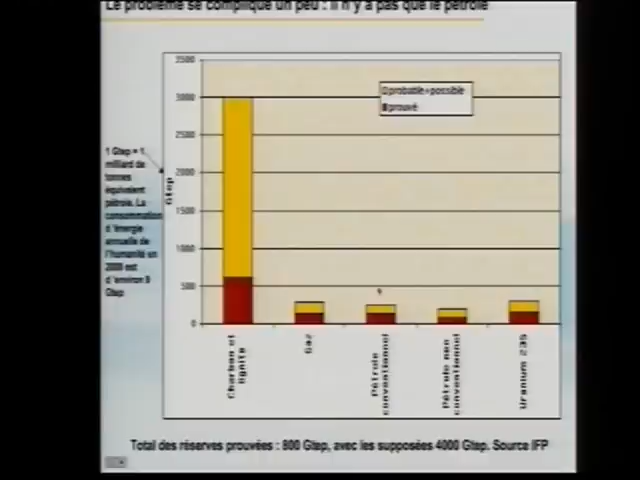 Le problème se complique un peu : il n'y a pas que le pétrole
3500
3000
2500
2000
1500
1000
500
0
Gtep
probable+possible
prouvé
1 Gtep = 1
milliard de
tonnes
équivalent
pétrole. La
consommation
d'énergie
annuelle de
l'humanité en
2000 est
d'environ 9
Gtep
Charbon et
lignite
Gaz
Pétrole
conventionnel
Pétrole non
conventionnel
Uranium 235
Total des réserves prouvées : 800 Gtep, avec les supposées 4000 Gtep. Source IFP